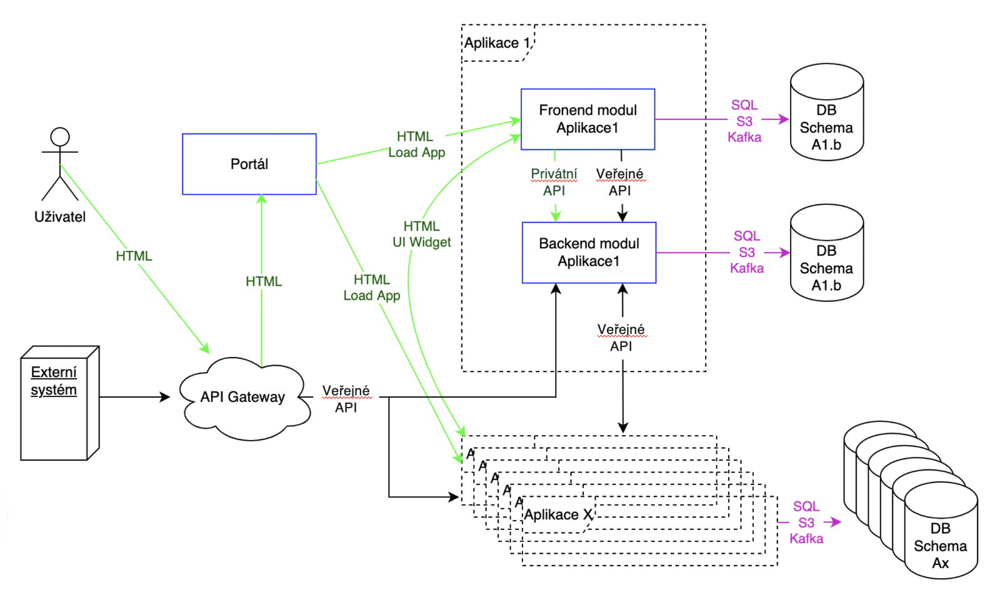 Aplikace 1
Fronend modul
Aplikace1
SQL
S3
Kafka
DB
Schema
A1.b
HTML
Load App
Portál
Privátní
API
Veřejné
API
Uživatel
HTML
UI Widget
Backend modul
Aplikace1
SQL
S3
Kafka
DB
Schema
A1.b
HTML
HTML
HTML
Load App
Veřejné
API
Externí
systém
API Gateway
Veřejné
API
A
A
A
A
A
Aplikace X
SQL
S3
Kafka
DB
Schema
Ax